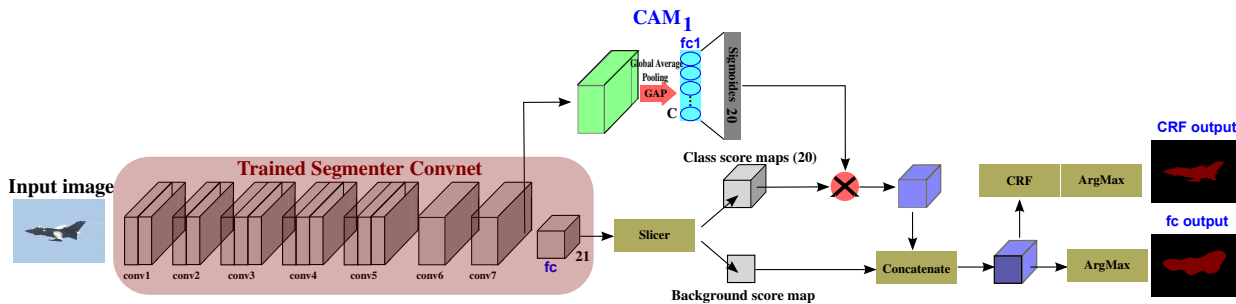 CAM1
fc1
Global Average
Pooling
GAP
C
Sigmoides 20
Trained Segmenter Convnet
Input image
conv1
conv2
conv3
conv4
conv5
conv6
conv7
fc
21
Slicer
Class score maps (20)
Background score map
Concatenate
CRF
ArgMax
ArgMax
CRF output
fc output